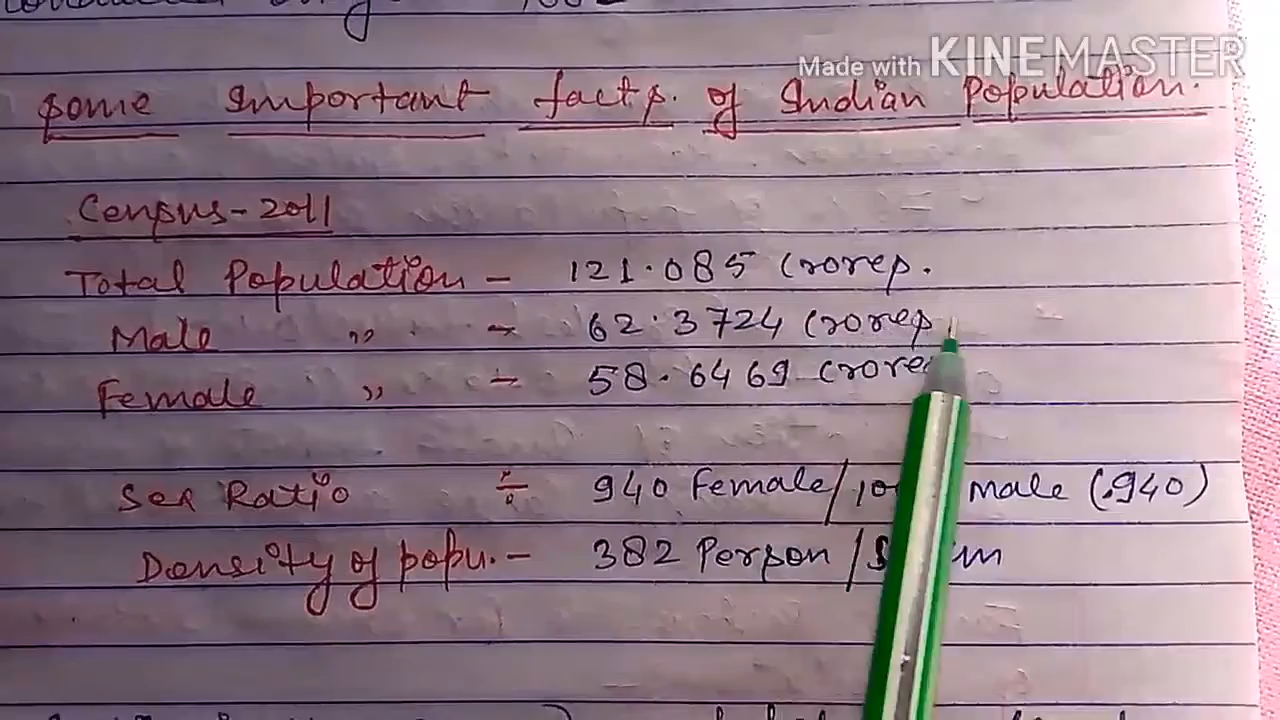 Made with KINEMASTER
Some Important facts of Indian Population.
Census-2011
Total Population - 121.085 Crores.
Male " - 62.3724 Crores
Female " - 58.6469 Crore
Sex Ratio ÷ 940 Female/ Male (.940)
Density of popu. - 382 Person /